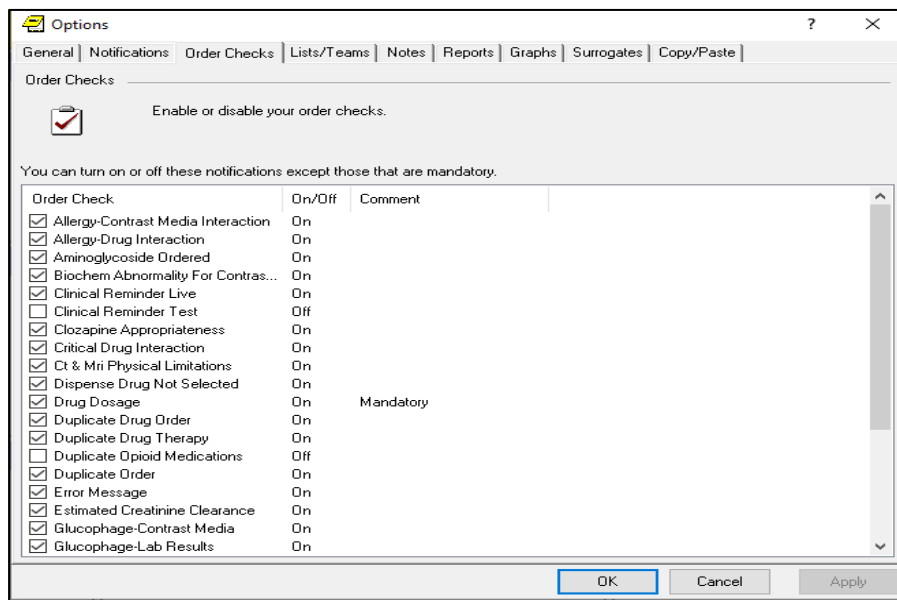 Options ? ×
General Notifications Order Checks Lists/Teams Notes Reports Graphs Surrogates Copy/Paste
Order Checks
Enable or disable your order checks.
You can turn on or off these notifications except those that are mandatory.
Order Check On/Off Comment
Allergy-Contrast Media Interaction On
Allergy-Drug Interaction On
Aminoglycoside Ordered On
Biochem Abnormality For Contras... On
Clinical Reminder Live On
Clinical Reminder Test Off
Clozapine Appropriateness On
Critical Drug Interaction On
Ct & Mri Physical Limitations On
Dispense Drug Not Selected On
Drug Dosage On Mandatory
Duplicate Drug Order On
Duplicate Drug Therapy On
Duplicate Opioid Medications Off
Duplicate Order On
Error Message On
Estimated Creatinine Clearance On
Glucophage-Contrast Media On
Glucophage-Lab Results On
OK Cancel Apply